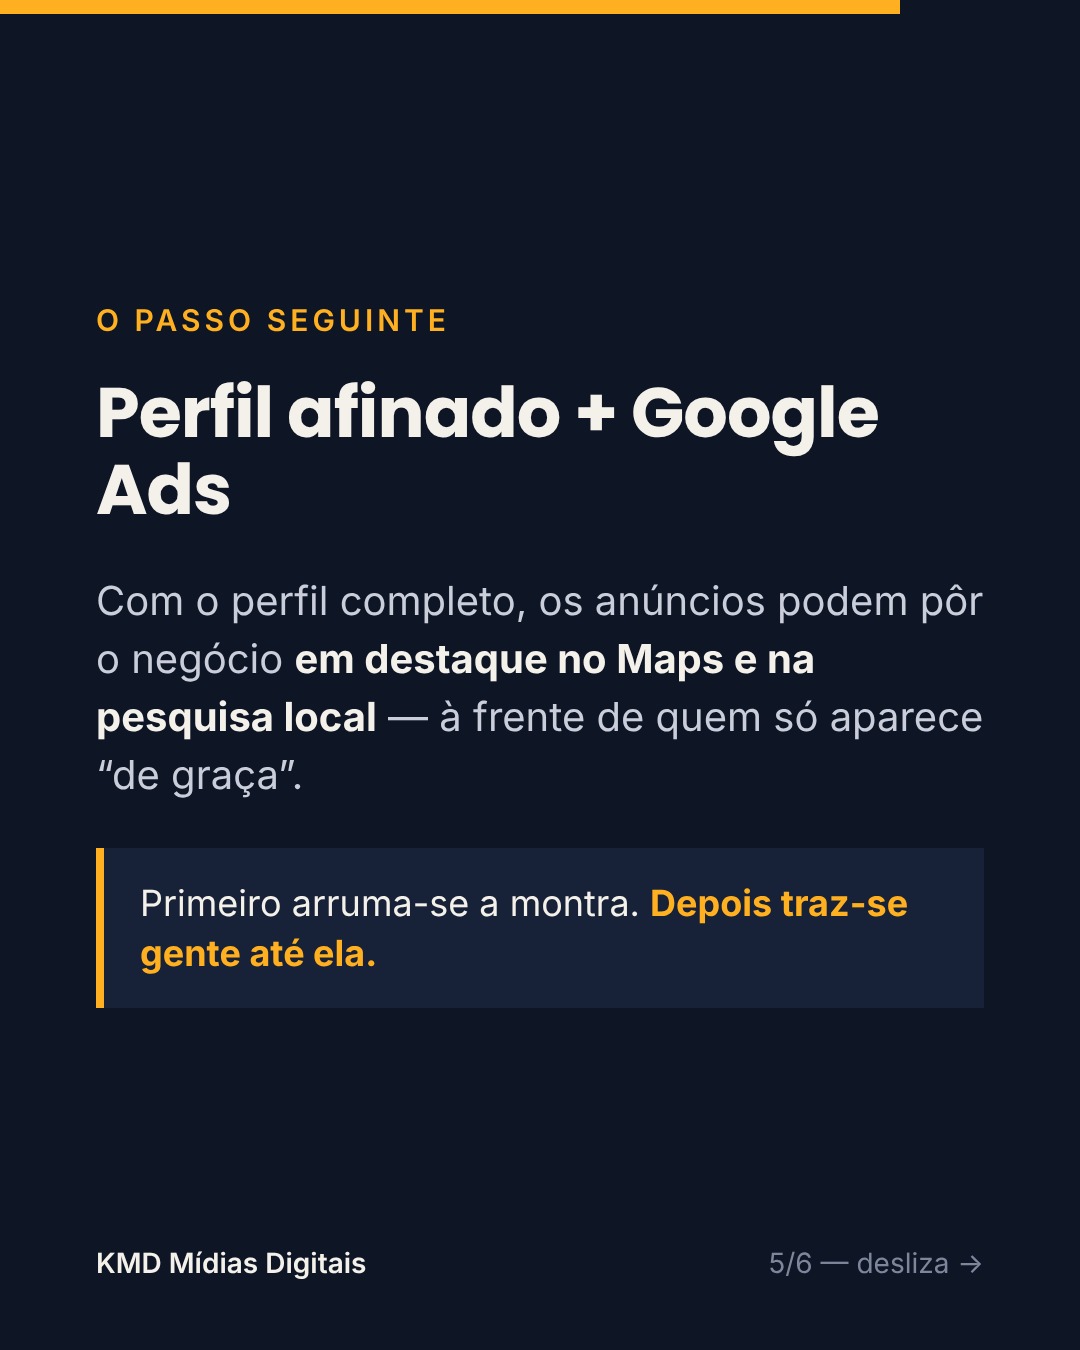 O PASSO SEGUINTE
Perfil afinado + Google
Ads
Com o perfil completo, os anúncios podem pôr
o negócio em destaque no Maps e na
pesquisa local — à frente de quem só aparece
“de graça”.
Primeiro arruma-se a montra. Depois traz-se
gente até ela.
KMD Mídias Digitais
5/6 — desliza →